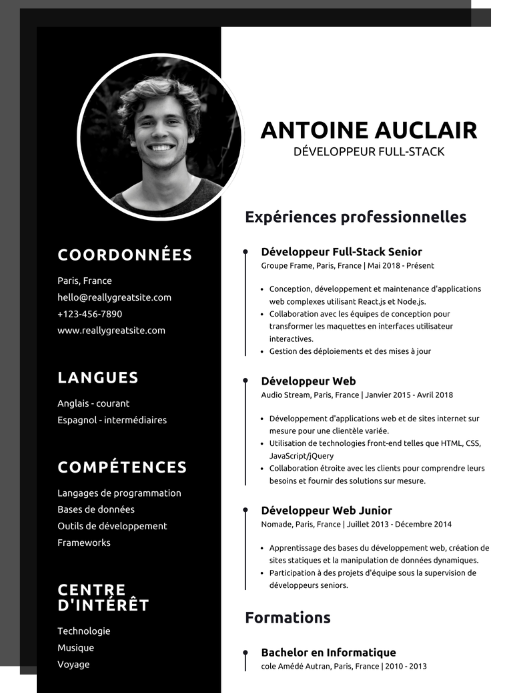 ANTOINE AUCLAIR
DÉVELOPPEUR FULL-STACK
COORDONNÉES
Paris, France
hello@reallygreatsite.com
+123-456-7890
www.reallygreatsite.com
LANGUES
Anglais - courant
Espagnol - intermédiaires
COMPÉTENCES
Langages de programmation
Bases de données
Outils de développement
Frameworks
CENTRE
D'INTÉRÊT
Technologie
Musique
Voyage
Expériences professionnelles
Développeur Full-Stack Senior
Groupe Frame, Paris, France | Mai 2018 - Présent
• Conception, développement et maintenance d'applications
web complexes utilisant React.js et Node.js.
• Collaboration avec les équipes de conception pour
transformer les maquettes en interfaces utilisateur
interactives.
• Gestion des déploiements et des mises à jour
Développeur Web
Audio Stream, Paris, France | Janvier 2015 - Avril 2018
• Développement d'applications web et de sites internet sur
mesure pour une clientèle variée.
• Utilisation de technologies front-end telles que HTML, CSS,
JavaScript/jQuery
• Collaboration étroite avec les clients pour comprendre leurs
besoins et fournir des solutions sur mesure.
Développeur Web Junior
Nomade, Paris, France | Juillet 2013 - Décembre 2014
• Apprentissage des bases du développement web, création de
sites statiques et la manipulation de données dynamiques.
• Participation à des projets d'équipe sous la supervision de
développeurs seniors.
Formations
Bachelor en Informatique
cole Amédé Autran, Paris, France | 2010 - 2013